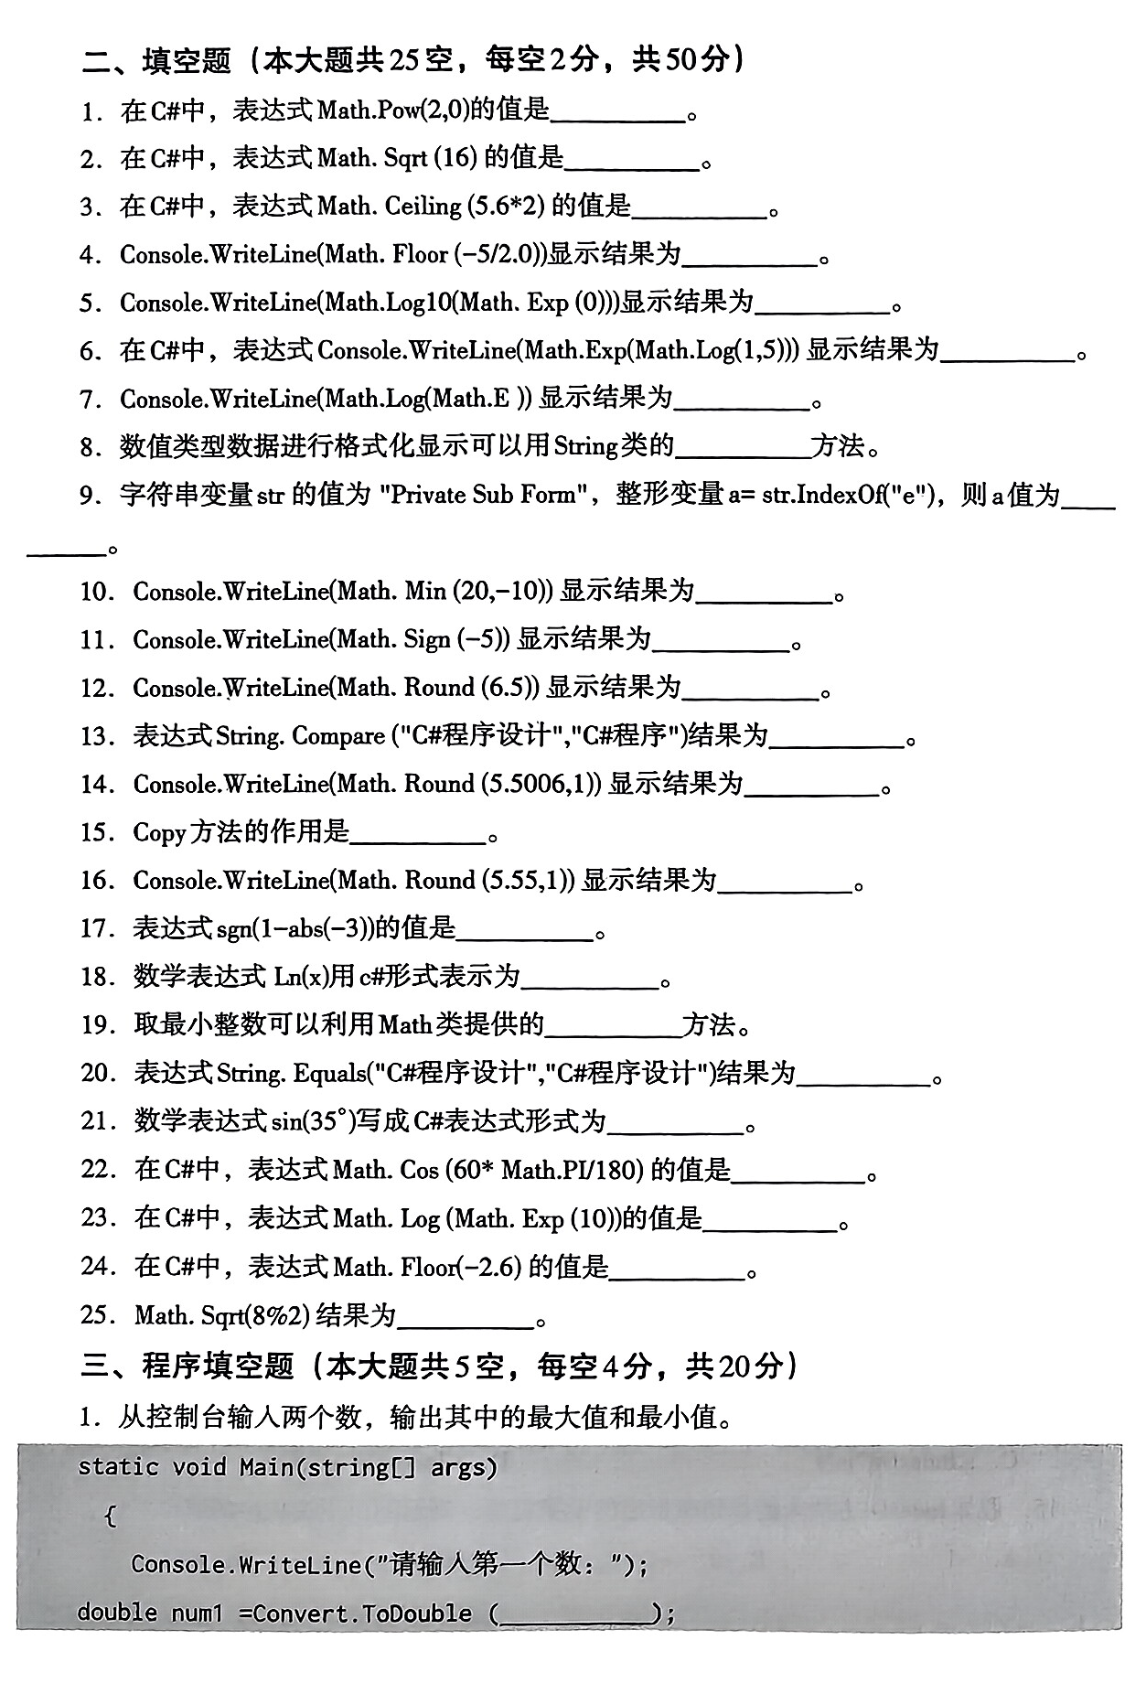 二、填空题（本大题共25空，每空2分，共50分）
1．在C#中，表达式Math.Pow(2,0)的值是__________。
2．在C#中，表达式Math. Sqrt (16) 的值是__________。
3．在C#中，表达式Math. Ceiling (5.6*2) 的值是__________。
4．Console.WriteLine(Math. Floor (-5/2.0))显示结果为__________。
5．Console.WriteLine(Math.Log10(Math. Exp (0)))显示结果为__________。
6．在C#中，表达式Console.WriteLine(Math.Exp(Math.Log(1,5))) 显示结果为__________。
7．Console.WriteLine(Math.Log(Math.E )) 显示结果为__________。
8．数值类型数据进行格式化显示可以用String类的__________方法。
9．字符串变量str 的值为 "Private Sub Form"，整形变量a= str.IndexOf("e")，则a值为____
______。
10．Console.WriteLine(Math. Min (20,-10)) 显示结果为__________。
11．Console.WriteLine(Math. Sign (-5)) 显示结果为__________。
12．Console.WriteLine(Math. Round (6.5)) 显示结果为__________。
13．表达式String. Compare ("C#程序设计","C#程序")结果为__________。
14．Console.WriteLine(Math. Round (5.5006,1)) 显示结果为__________。
15．Copy方法的作用是__________。
16．Console.WriteLine(Math. Round (5.55,1)) 显示结果为__________。
17．表达式sgn(1-abs(-3))的值是__________。
18．数学表达式 Ln(x)用c#形式表示为__________。
19．取最小整数可以利用Math类提供的__________方法。
20．表达式String. Equals("C#程序设计","C#程序设计")结果为__________。
21．数学表达式sin(35°)写成C#表达式形式为__________。
22．在C#中，表达式Math. Cos (60* Math.PI/180) 的值是__________。
23．在C#中，表达式Math. Log (Math. Exp (10))的值是__________。
24．在C#中，表达式Math. Floor(-2.6) 的值是__________。
25．Math. Sqrt(8%2) 结果为__________。
三、程序填空题（本大题共5空，每空4分，共20分）
1．从控制台输入两个数，输出其中的最大值和最小值。
static void Main(string[] args)
{
Console.WriteLine("请输入第一个数：");
double num1 =Convert.ToDouble (___________);